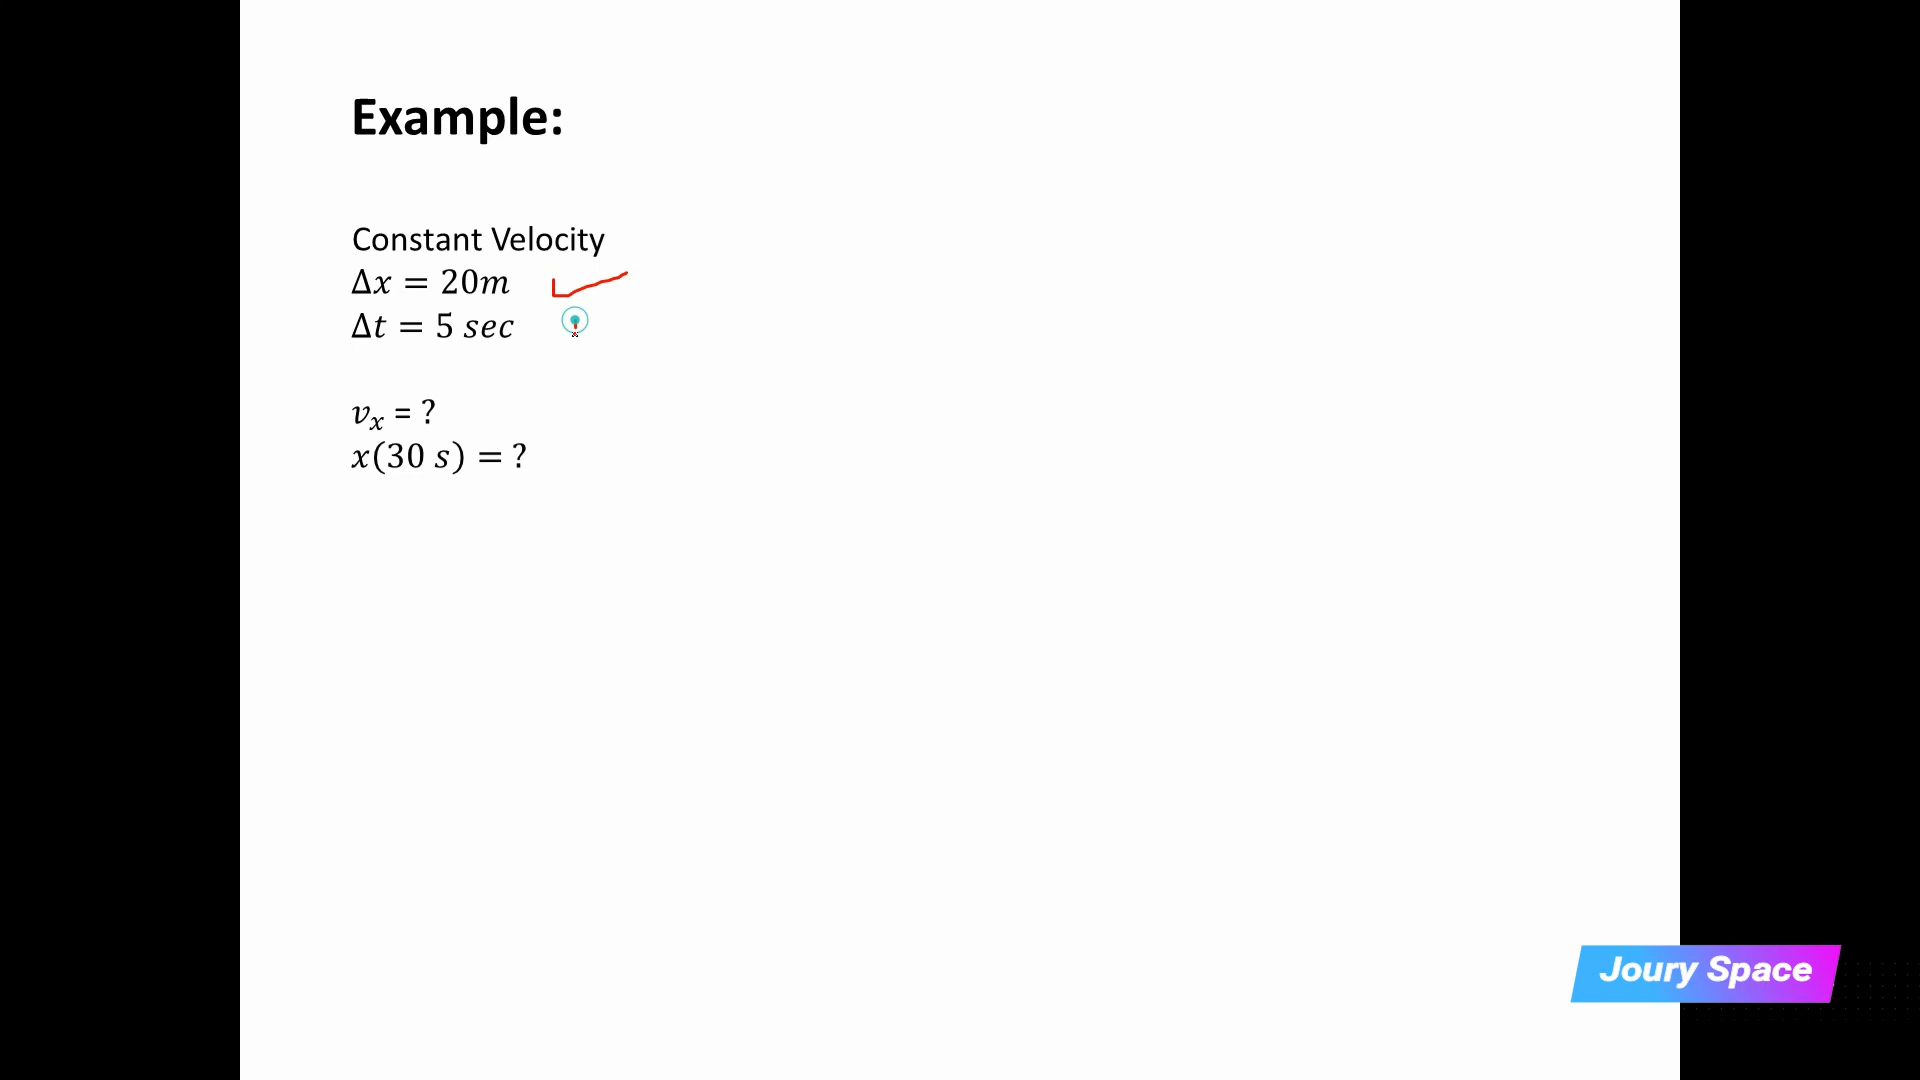 Example:
Constant Velocity
Δx = 20m
Δt = 5 sec
vₓ = ?
x(30 s) = ?
Joury Space